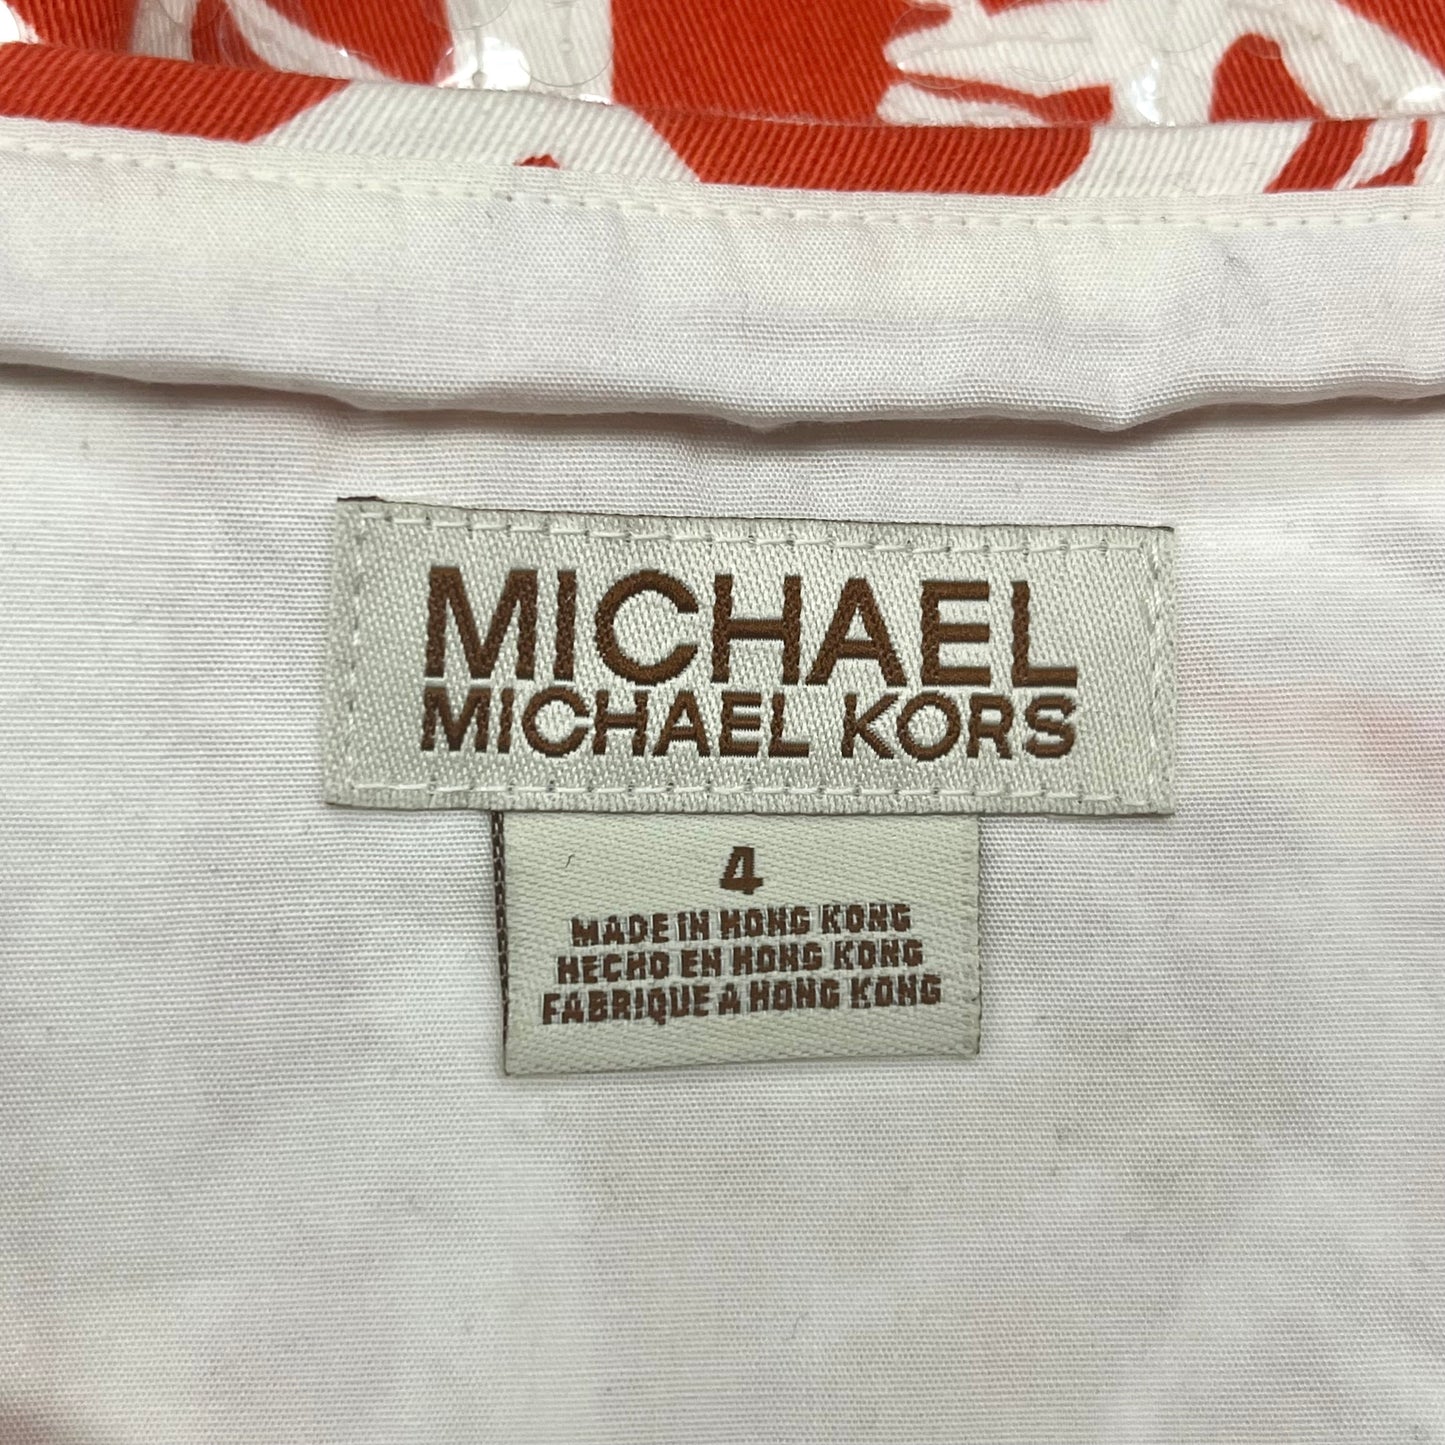 MICHAEL
MICHAEL KORS
4
MADE IN HONG KONG
HECHO EN HONG KONG
FABRIQUE A HONG KONG